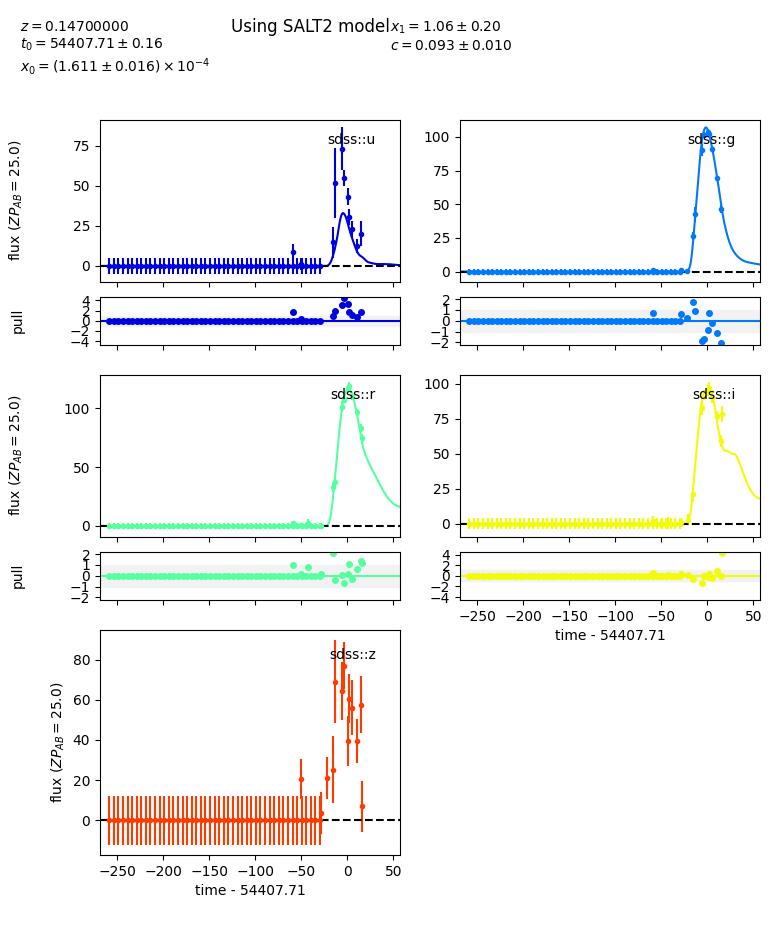 z = 0.14700000
Using SALT2 model
x₁ = 1.06 ± 0.20
t₀ = 54407.71 ± 0.16
c = 0.093 ± 0.010
x₀ = (1.611 ± 0.016) × 10⁻⁴
sdss::u
flux (ZP_AB = 25.0)
75
50
25
0
sdss::g
100
75
50
25
0
pull
4
2
0
−2
−4
2
1
0
−1
−2
sdss::r
flux (ZP_AB = 25.0)
100
50
0
sdss::i
100
75
50
25
0
pull
2
1
0
−1
−2
4
2
0
−2
−4
−250 −200 −150 −100 −50 0 50
time - 54407.71
sdss::z
flux (ZP_AB = 25.0)
80
60
40
20
0
−250 −200 −150 −100 −50 0 50
time - 54407.71